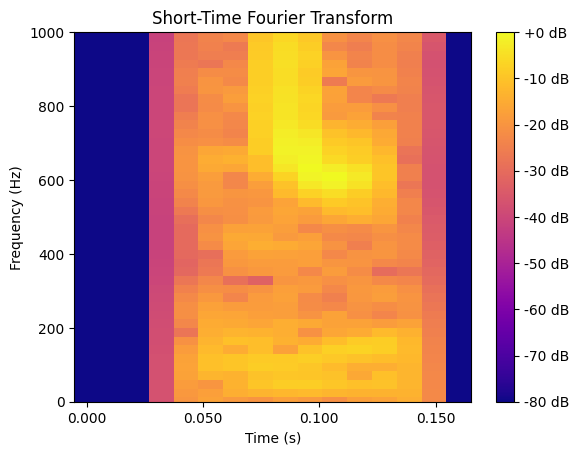 Short-Time Fourier Transform
1000
800
600
400
200
0
Frequency (Hz)
0.000
0.050
0.100
0.150
Time (s)
+0 dB
-10 dB
-20 dB
-30 dB
-40 dB
-50 dB
-60 dB
-70 dB
-80 dB